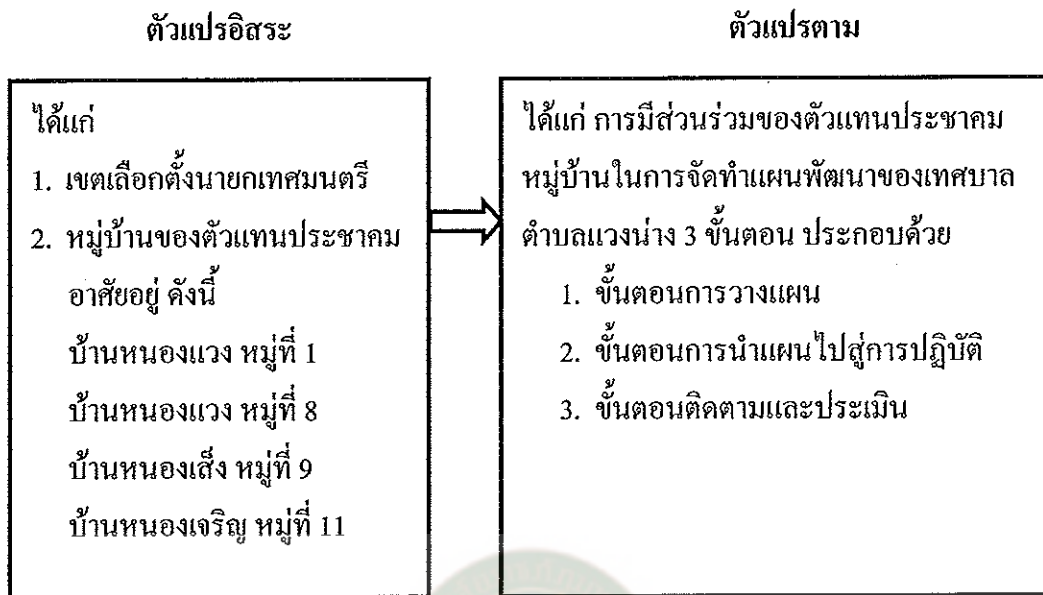 ตัวแปรอิสระ
ได้แก่
1. เขตเลือกตั้งนายกเทศมนตรี
2. หมู่บ้านของตัวแทนประชาคม
อาศัยอยู่ ดังนี้
บ้านหนองแวง หมู่ที่ 1
บ้านหนองแวง หมู่ที่ 8
บ้านหนองเส็ง หมู่ที่ 9
บ้านหนองเจริญ หมู่ที่ 11
ตัวแปรตาม
ได้แก่ การมีส่วนร่วมของตัวแทนประชาคม
หมู่บ้านในการจัดทำแผนพัฒนาของเทศบาล
ตำบลแวงน่าง 3 ขั้นตอน ประกอบด้วย
1. ขั้นตอนการวางแผน
2. ขั้นตอนการนำแผนไปสู่การปฏิบัติ
3. ขั้นตอนติดตามและประเมิน